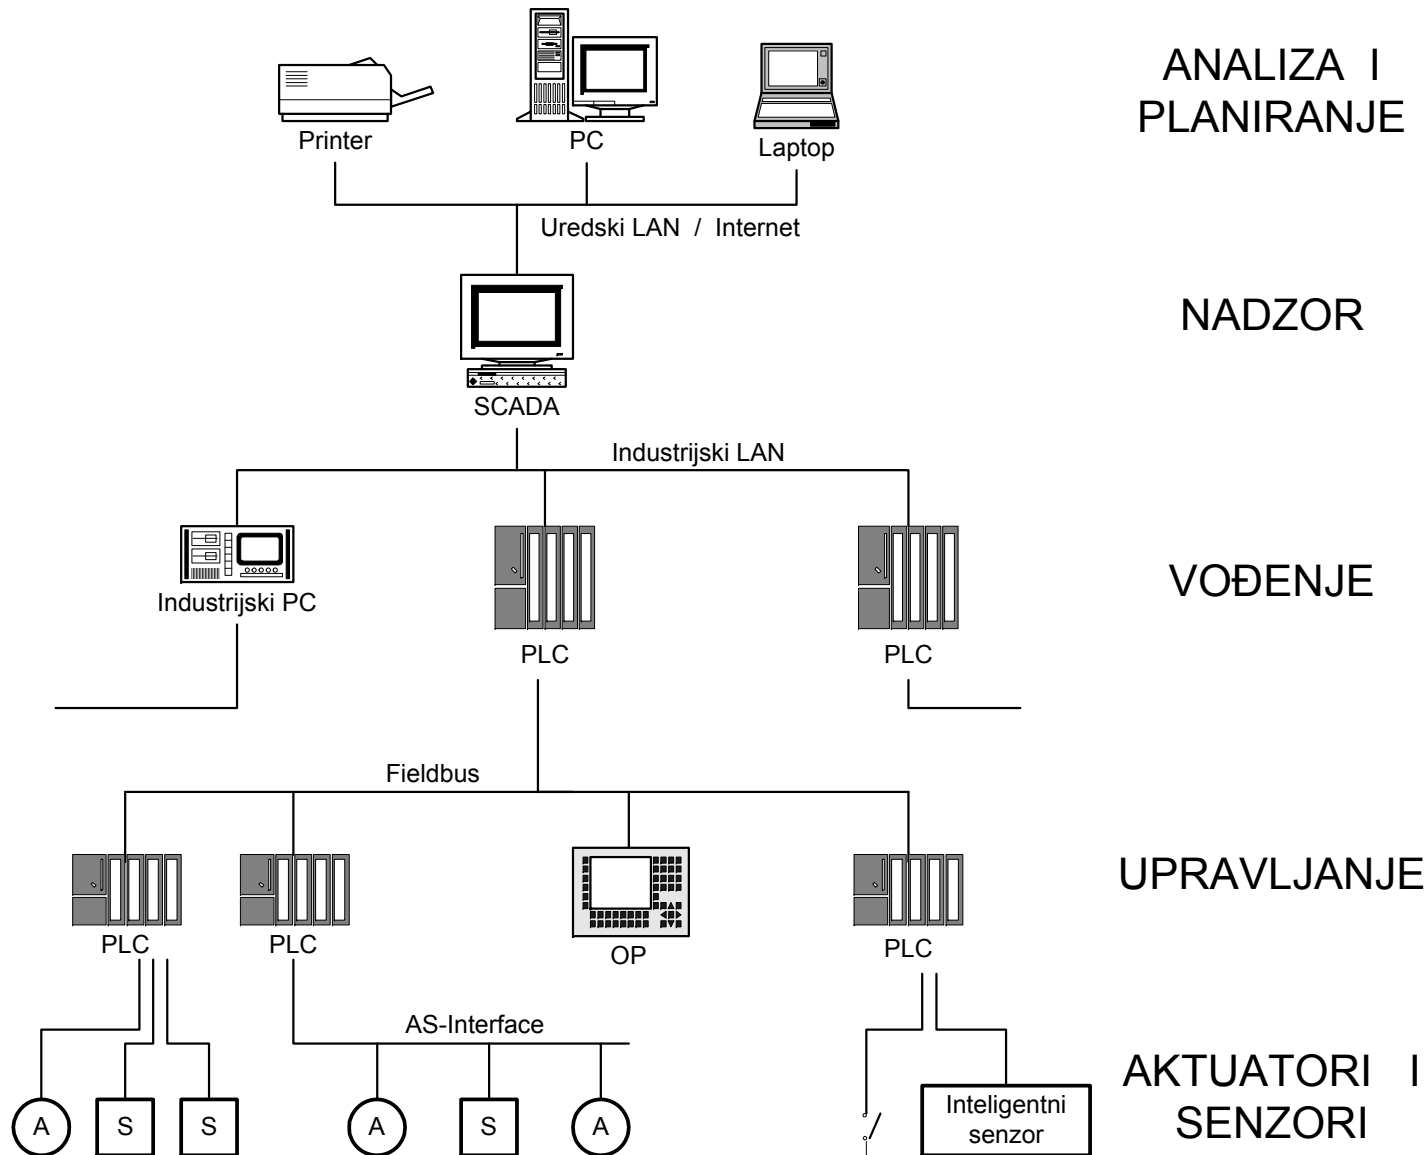 ANALIZA I
PLANIRANJE
Printer
PC
Laptop
Uredski LAN / Internet
NADZOR
SCADA
Industrijski LAN
VOĐENJE
Industrijski PC
PLC
PLC
Fieldbus
UPRAVLJANJE
PLC
PLC
OP
PLC
AS-Interface
AKTUATORI I
SENZORI
A
S
S
A
S
A
Inteligentni
senzor